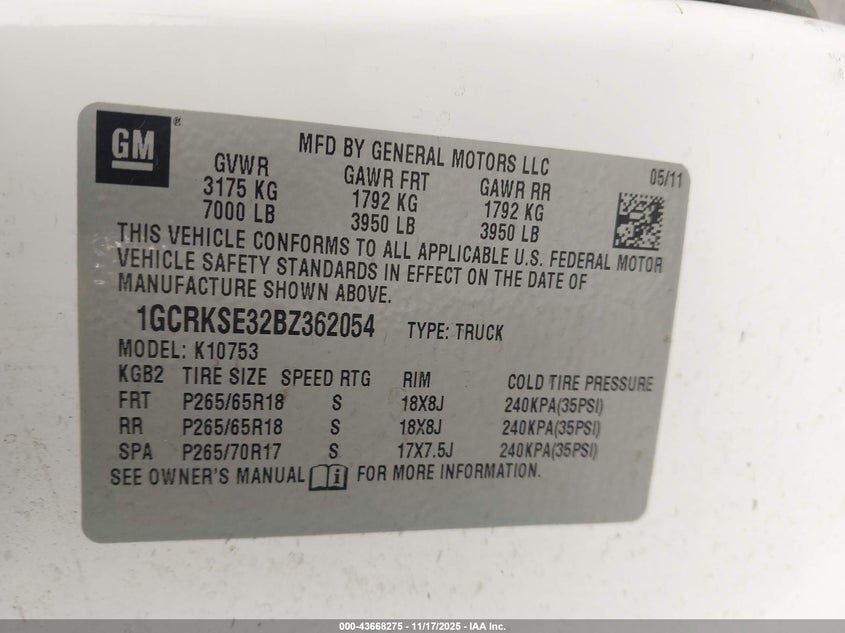 GM ®
MFD BY GENERAL MOTORS LLC
05/11
GVWR GAWR FRT GAWR RR
3175 KG 1792 KG 1792 KG
7000 LB 3950 LB 3950 LB
THIS VEHICLE CONFORMS TO ALL APPLICABLE U.S. FEDERAL MOTOR
VEHICLE SAFETY STANDARDS IN EFFECT ON THE DATE OF
MANUFACTURE SHOWN ABOVE.
1GCRKSE32BZ362054 TYPE: TRUCK
MODEL: K10753
KGB2 TIRE SIZE SPEED RTG RIM COLD TIRE PRESSURE
FRT P265/65R18 S 18X8J 240KPA(35PSI)
RR P265/65R18 S 18X8J 240KPA(35PSI)
SPA P265/70R17 S 17X7.5J 240KPA(35PSI)
SEE OWNER'S MANUAL i FOR MORE INFORMATION.
000-43668275 - 11/17/2025 - IAA Inc.